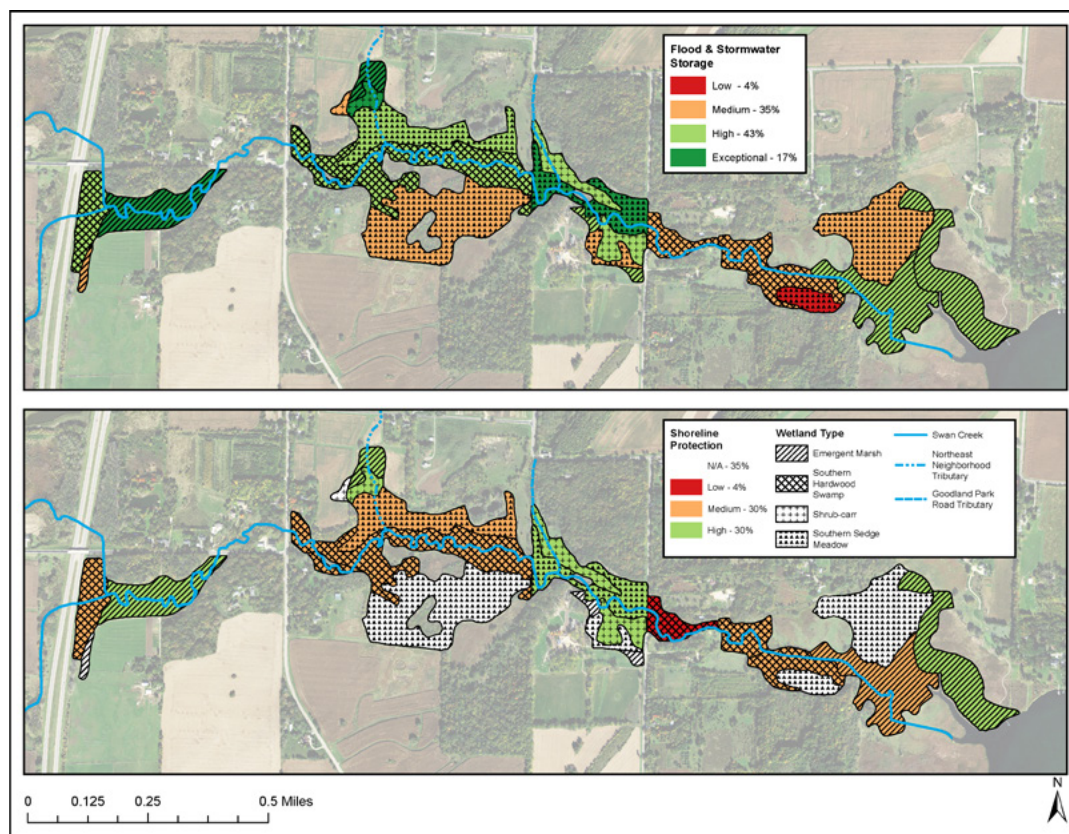 Flood & Stormwater
Storage
Low - 4%
Medium - 35%
High - 43%
Exceptional - 17%
Shoreline
Protection
N/A - 35%
Low - 4%
Medium - 30%
High - 30%
Wetland Type
Emergent Marsh
Southern
Hardwood
Swamp
Shrub-carr
Southern Sedge
Meadow
Swan Creek
Northeast
Neighborhood
Tributary
Goodland Park
Road Tributary
0 0.125 0.25 0.5 Miles
N